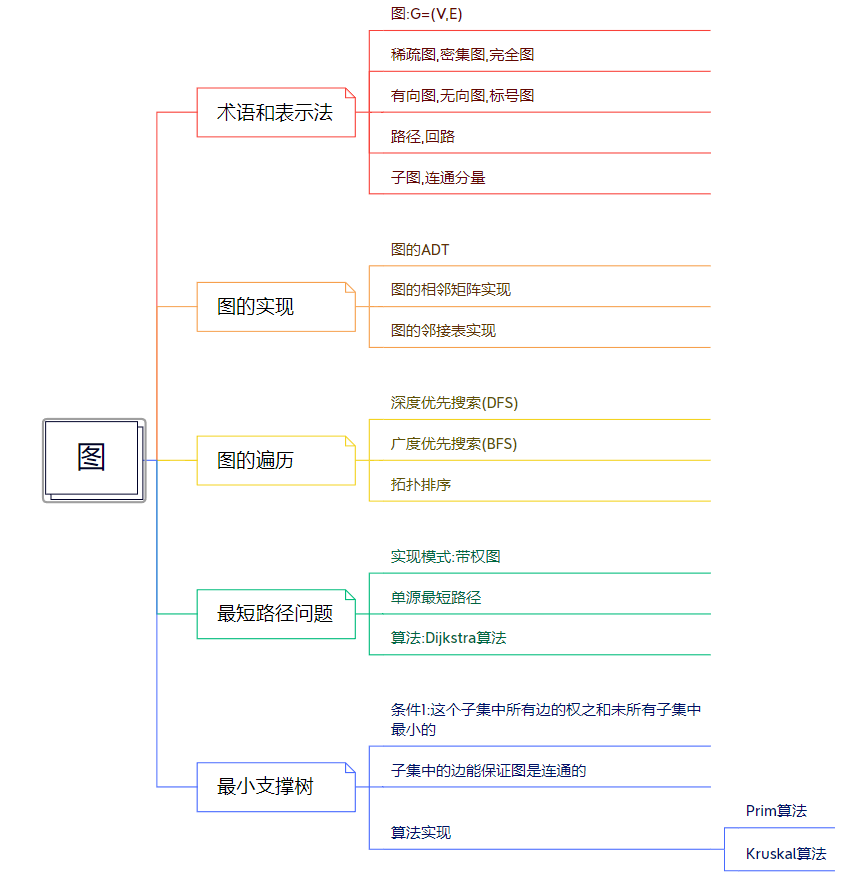 图
术语和表示法
图:G=(V,E)
稀疏图,密集图,完全图
有向图,无向图,标号图
路径,回路
子图,连通分量
图的实现
图的ADT
图的相邻矩阵实现
图的邻接表实现
图的遍历
深度优先搜索(DFS)
广度优先搜索(BFS)
拓扑排序
最短路径问题
实现模式:带权图
单源最短路径
算法:Dijkstra算法
最小支撑树
条件1:这个子集中所有边的权之和未所有子集中
最小的
子集中的边能保证图是连通的
算法实现
Prim算法
Kruskal算法